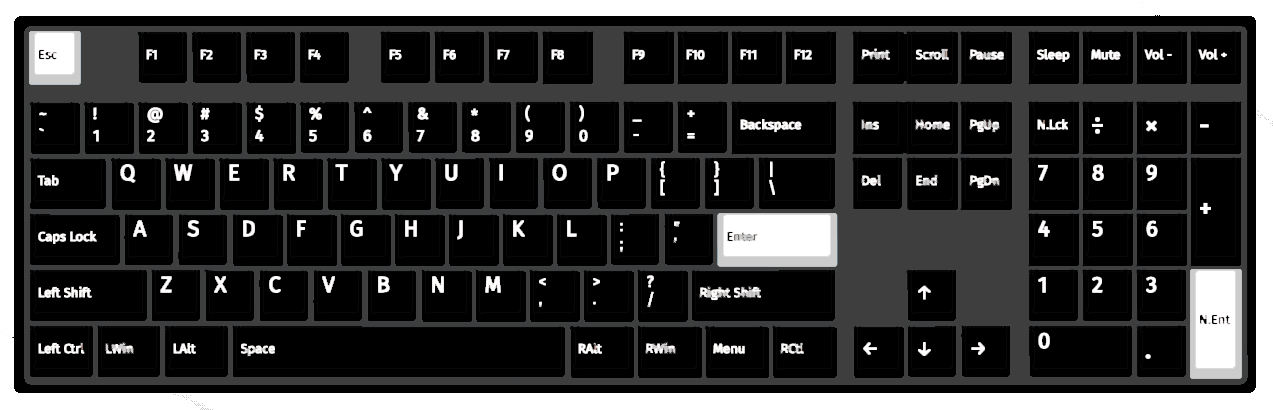 Esc F1 F2 F3 F4 F5 F6 F7 F8 F9 F10 F11 F12 Print Scroll Pause Sleep Mute Vol - Vol +
~ ! @ # $ % ^ & * ( ) _ +
` 1 2 3 4 5 6 7 8 9 0 - = Backspace Ins Home PgUp N.Lck ÷ × -
Tab Q W E R T Y U I O P { } | Del End PgDn 7 8 9
[ ] \ +
Caps Lock A S D F G H J K L : " Enter 4 5 6
; '
Left Shift Z X C V B N M < > ? Right Shift ↑ 1 2 3
, . / N.Ent
Left Ctrl LWin LAlt Space RAlt RWin Menu RCtl ← ↓ → 0 .